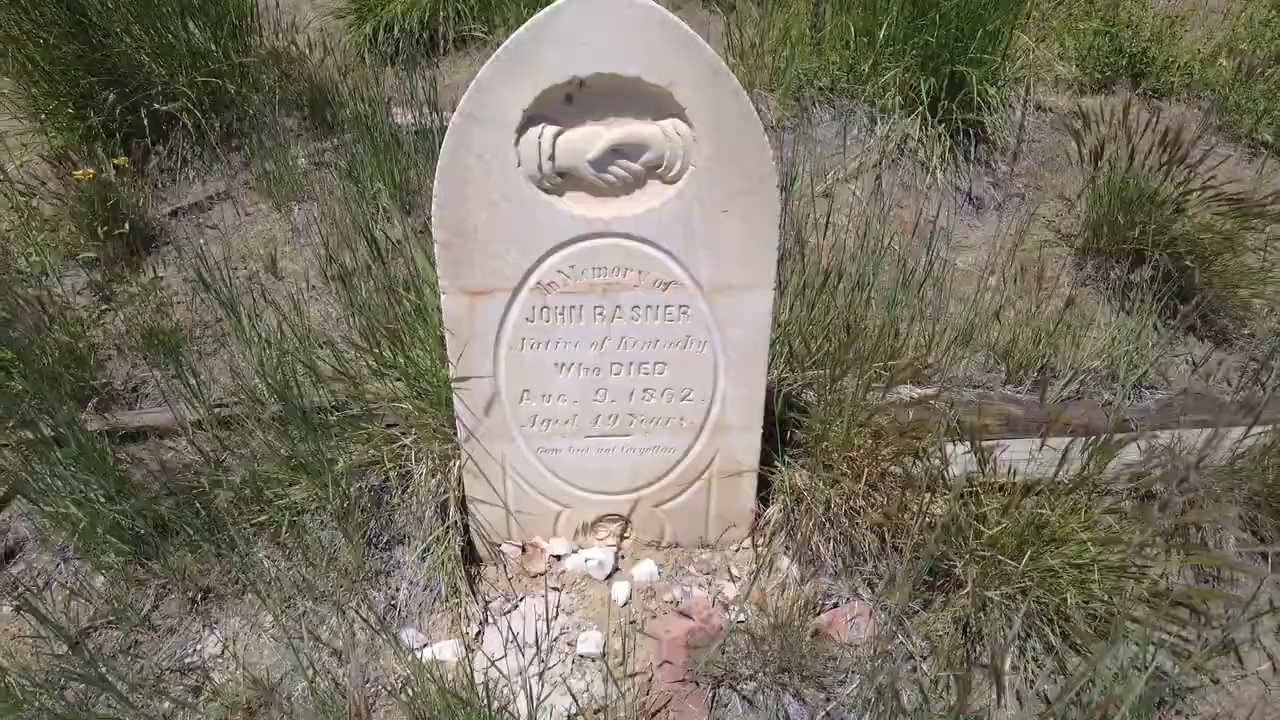 In Memory of
JOHN RASNER
Native of Kentucky
Who DIED
AUG. 9. 1862.
Aged 49 Years.
Gone but not forgotten